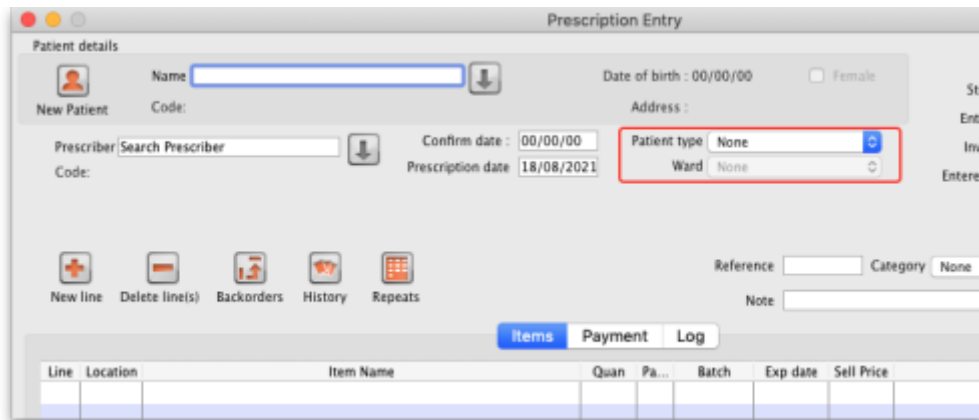 Prescription Entry
Patient details
Name
Date of birth : 00/00/00
Female
New Patient
Code:
Address :
Prescriber Search Prescriber
Confirm date : 00/00/00
Patient type None
Code:
Prescription date 18/08/2021
Ward None
New line Delete line(s) Backorders History Repeats
Reference
Category None
Note
Items Payment Log
Line Location Item Name Quan Pa... Batch Exp date Sell Price